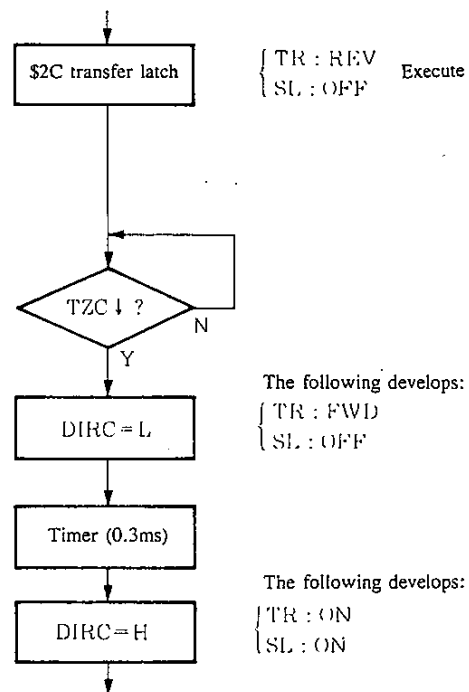 $2C transfer latch
TR : REV
SL : OFF
Execute
TZC ↓ ?
N
Y
The following develops:
DIRC = L
TR : FWD
SL : OFF
Timer (0.3ms)
The following develops:
DIRC = H
TR : ON
SL : ON